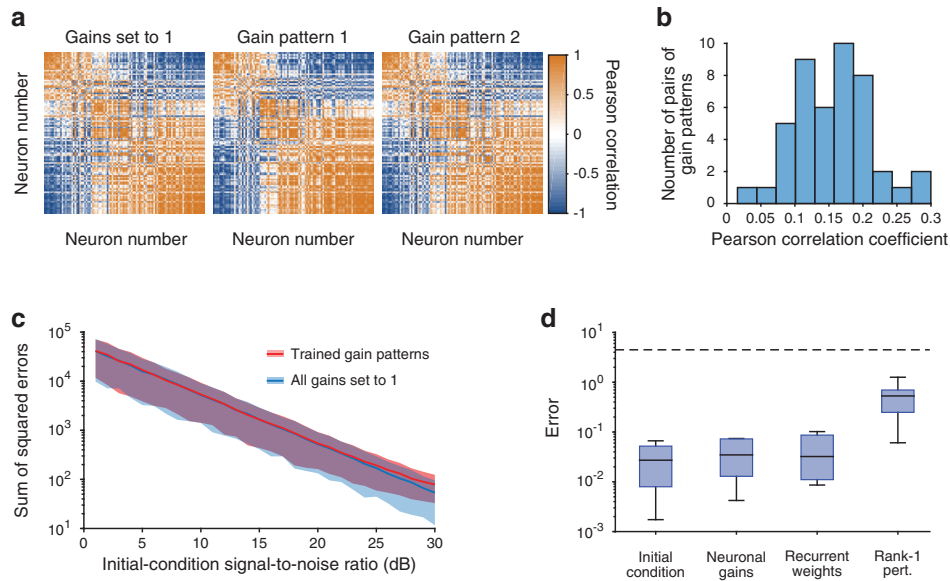 a
Gains set to 1
Gain pattern 1
Gain pattern 2
Neuron number
Neuron number
Neuron number
Neuron number
1
0.5
0
-0.5
-1
Pearson correlation
b
Noumber of pairs of
gain patterns
10
8
6
4
2
0
0
0.05
0.1
0.15
0.2
0.25
0.3
Pearson correlation coefficient
c
Sum of squared errors
10^5
10^4
10^3
10^2
10^1
0
5
10
15
20
25
30
Initial-condition signal-to-noise ratio (dB)
Trained gain patterns
All gains set to 1
d
Error
10^1
10^0
10^-1
10^-2
10^-3
Initial
condition
Neuronal
gains
Recurrent
weights
Rank-1
pert.